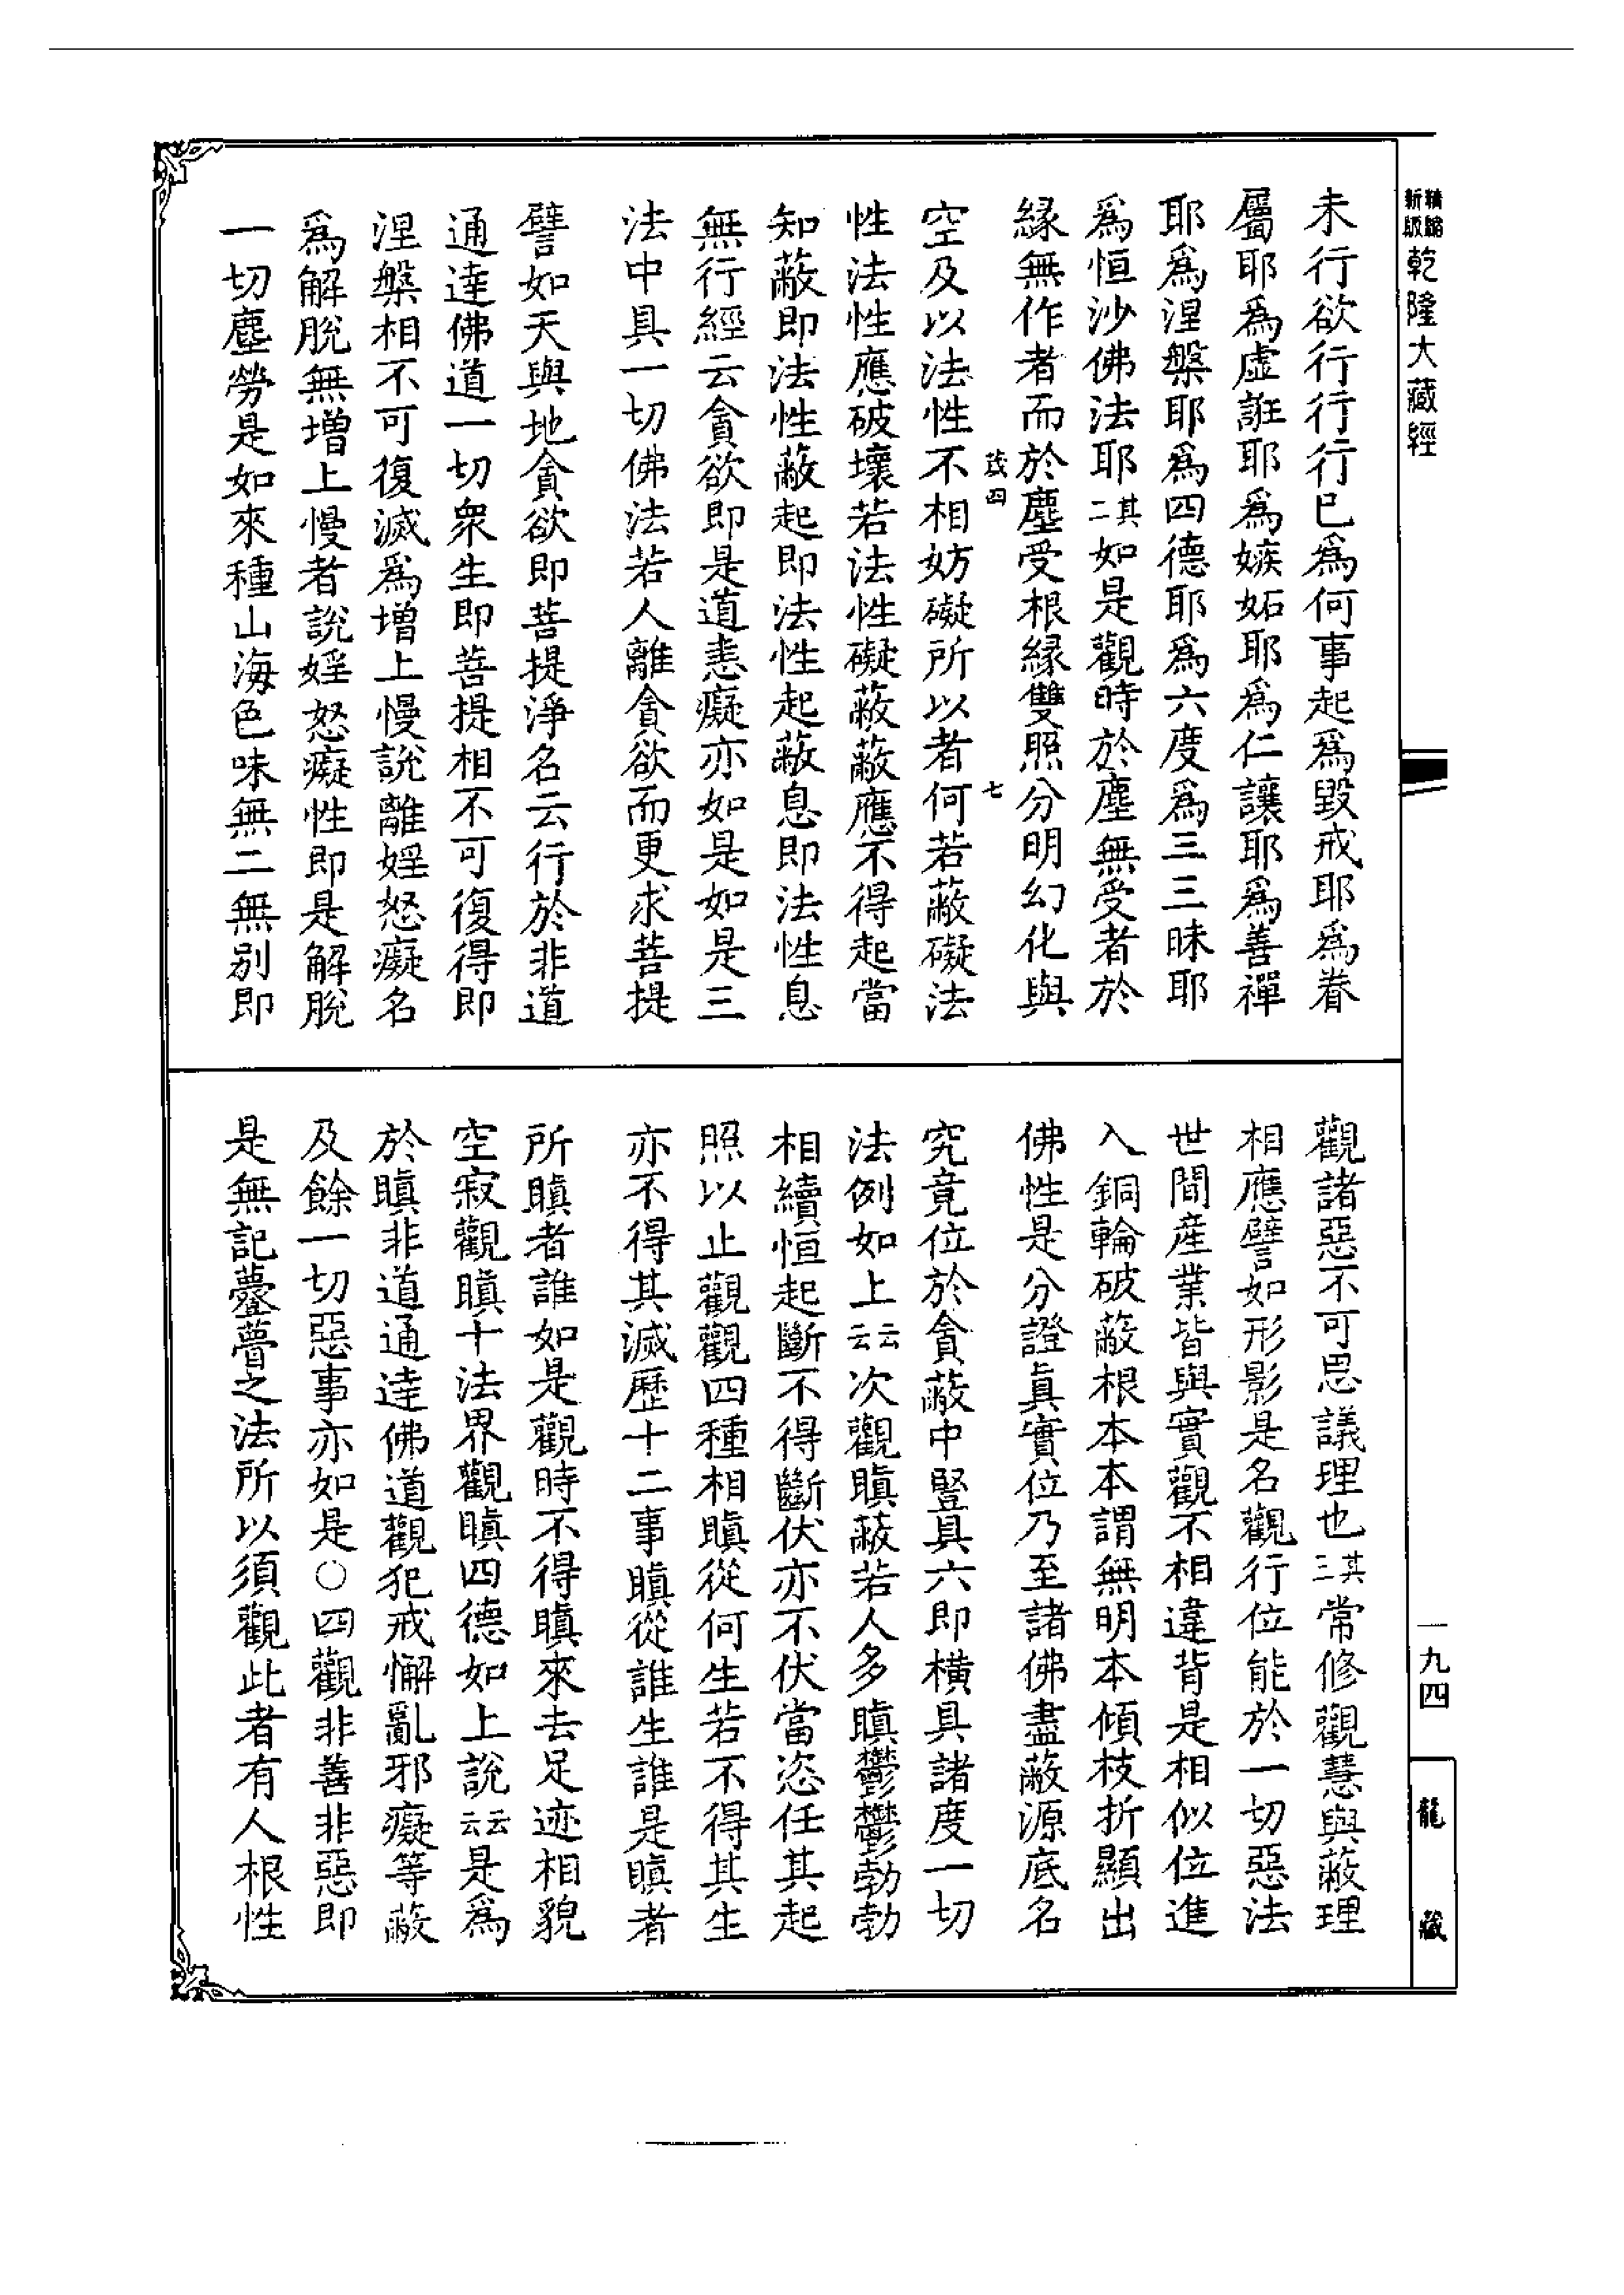 精縮
新版
乾隆大藏經
未行欲行行行行已爲何事起爲毀戒耶爲眷
屬耶爲虛誑耶爲嫉妬耶爲仁讓耶爲善禪
耶爲涅槃耶爲四德耶爲六度爲三三昧耶
爲恒沙佛法耶其二如是觀時於塵無受者於
緣無作者而於塵受根緣雙照分明幻化與
七
空及以法性不相妨礙所以者何若蔽礙法
性法性應破壞若法性礙蔽蔽應不得起當
知蔽即法性蔽起即法性起蔽息即法性息
無行經云貪欲即是道恚癡亦如是如是三
法中具一切佛法若人離貪欲而更求菩提
譬如天與地貪欲即菩提淨名云行於非道
通達佛道一切衆生即菩提相不可復得即
涅槃相不可復滅爲增上慢說離婬怒癡名
爲解脫無增上慢者說婬怒癡性即是解脫
一切塵勞是如來種山海色味無二無別即
觀諸惡不可思議理也其三常修觀慧與蔽理
相應譬如形影是名觀行位能於一切惡法
世間産業皆與實觀不相違背是相似位進
入銅輪破蔽根本本謂無明本傾枝折顯出
佛性是分證真實位乃至諸佛盡蔽源底名
究竟位於貪蔽中豎具六即橫具諸度一切
法例如上云云次觀瞋蔽若人多瞋鬱鬱勃勃
相續恒起斷不得斷伏亦不伏當恣任其起
照以止觀觀四種相瞋從何生若不得其生
亦不得其滅歷十二事瞋從誰生誰是瞋者
所瞋者誰如是觀時不得瞋來去足迹相貌
空寂觀瞋十法界觀瞋四德如上說云云是爲
於瞋非道通達佛道觀犯戒懈亂邪癡等蔽
及餘一切惡事亦如是○四觀非善非惡即
是無記瞢瞢之法所以須觀此者有人根性
一九四
龍藏